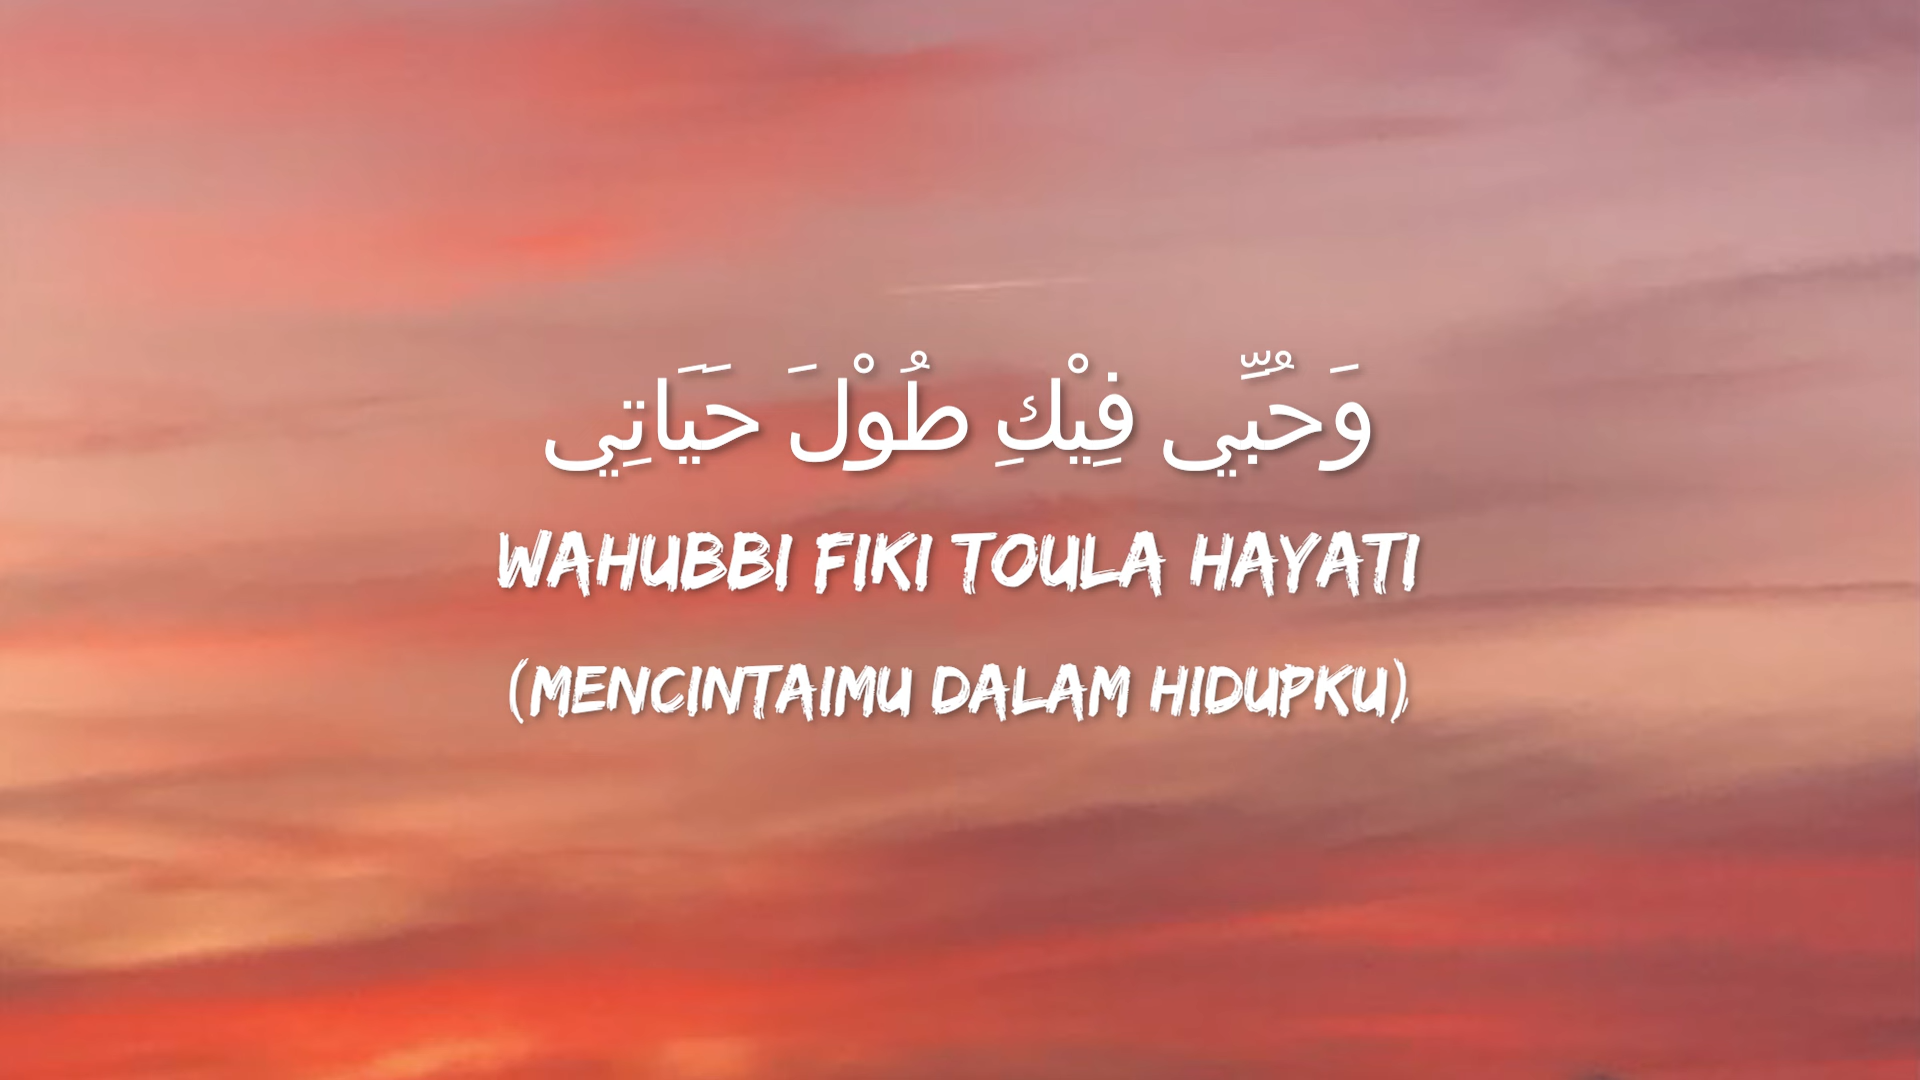 وَحُبِّي فِيْكِ طُوْلَ حَيَاتِي
WAHUBBI FIKI TOULA HAYATI
(MENCINTAIMU DALAM HIDUPKU)